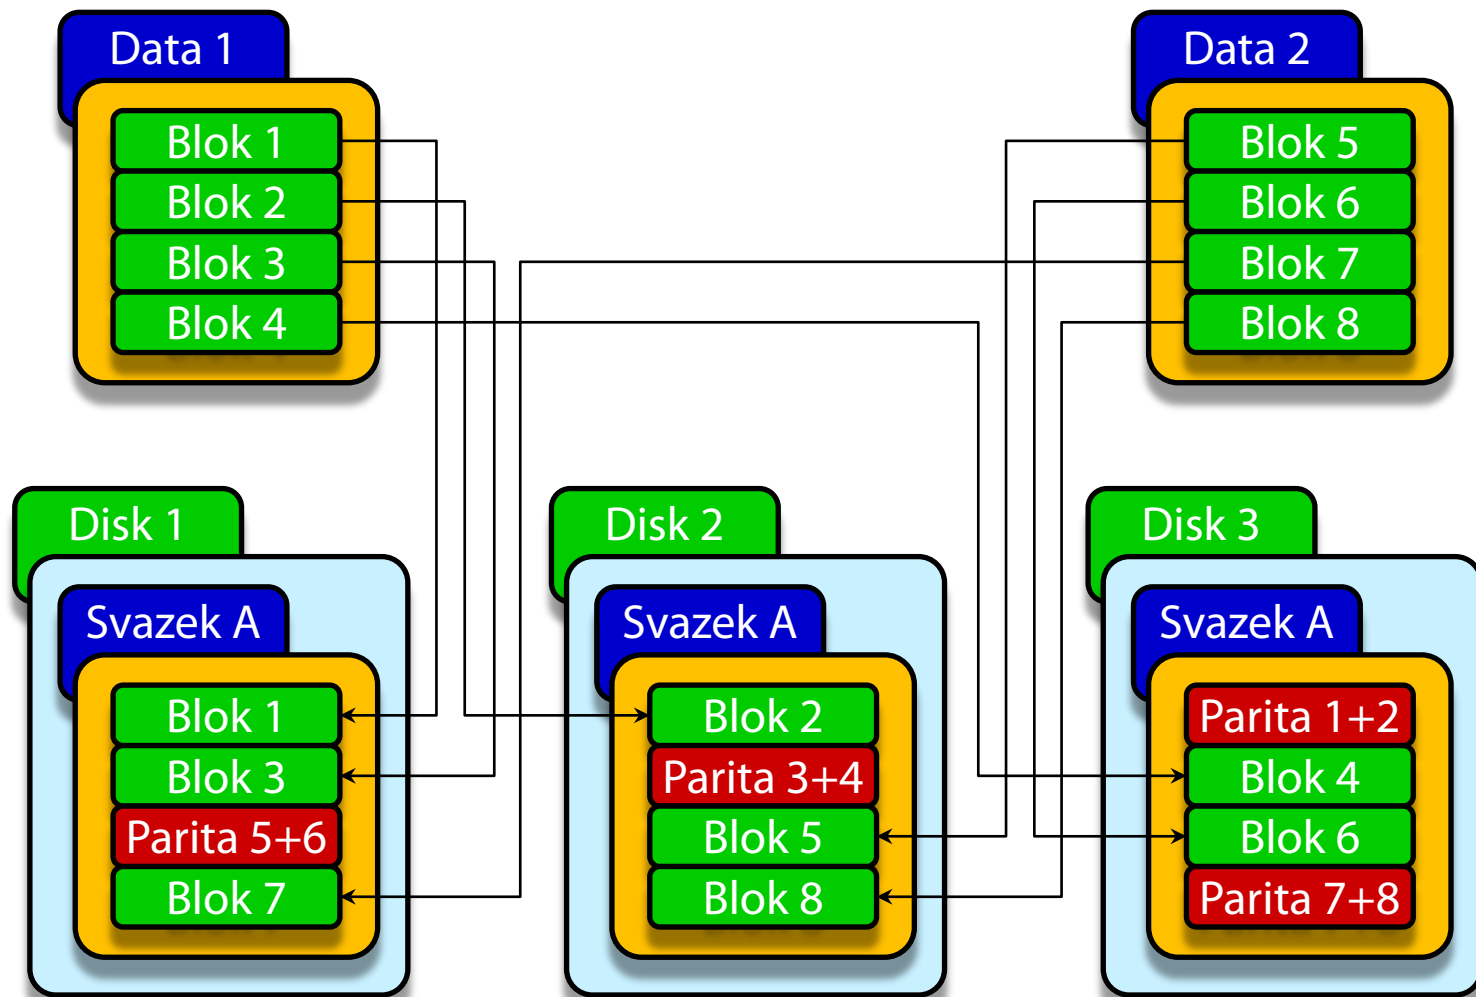 Data 1
Blok 1
Blok 2
Blok 3
Blok 4
Data 2
Blok 5
Blok 6
Blok 7
Blok 8
Disk 1
Svazek A
Blok 1
Blok 3
Parita 5+6
Blok 7
Disk 2
Svazek A
Blok 2
Parita 3+4
Blok 5
Blok 8
Disk 3
Svazek A
Parita 1+2
Blok 4
Blok 6
Parita 7+8